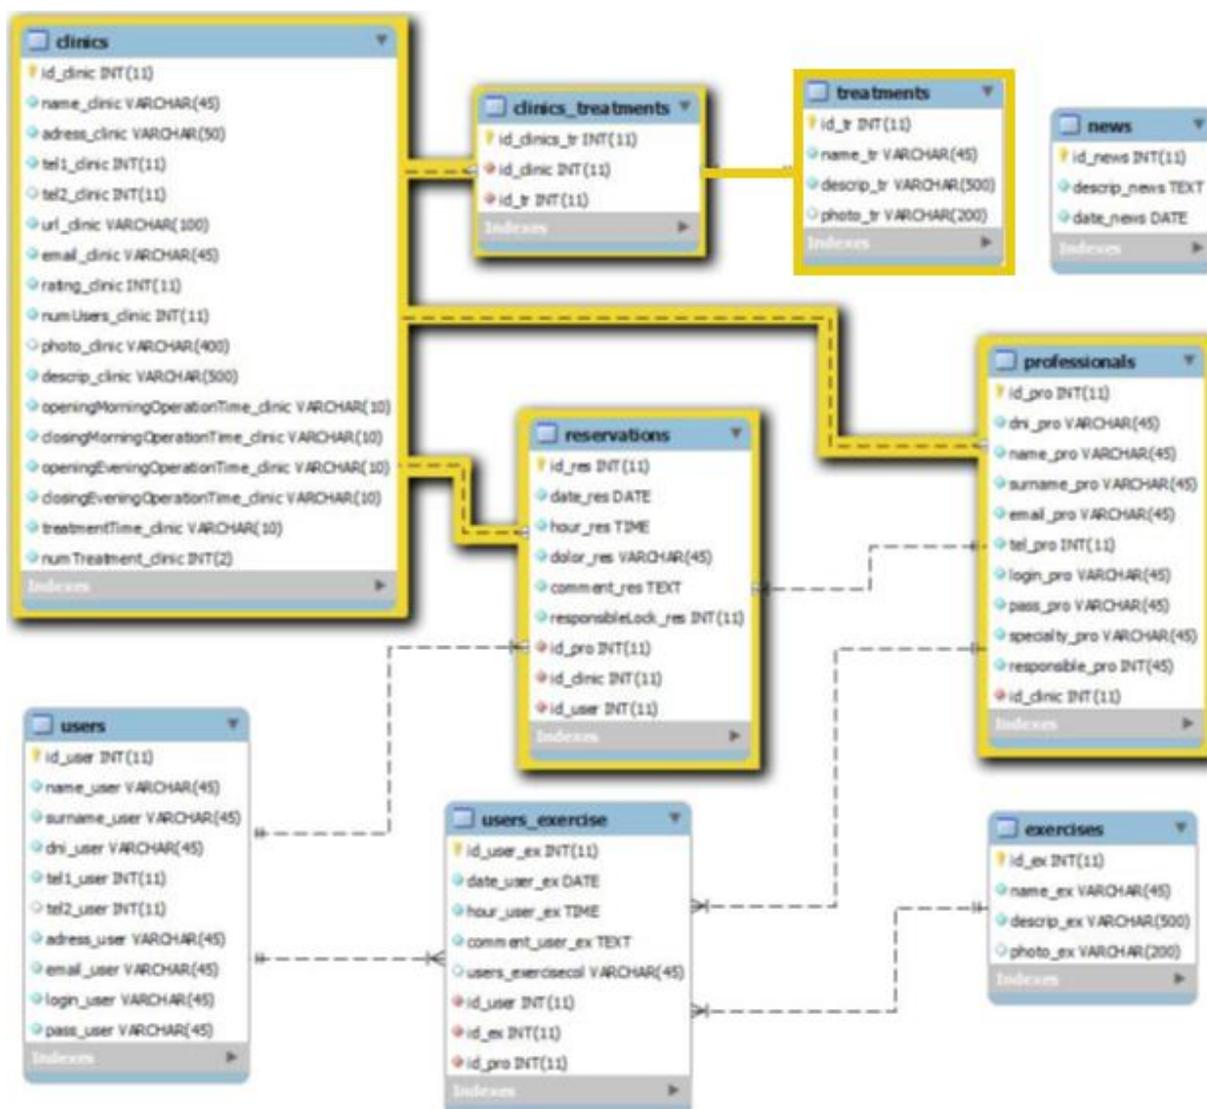 clinics
id_clinic INT(11)
name_clinic VARCHAR(45)
adress_clinic VARCHAR(50)
tel1_clinic INT(11)
tel2_clinic INT(11)
url_clinic VARCHAR(100)
email_clinic VARCHAR(45)
rating_clinic INT(11)
numUsers_clinic INT(11)
photo_clinic VARCHAR(400)
descrip_clinic VARCHAR(500)
openingMorningOperationTime_clinic VARCHAR(10)
closingMorningOperationTime_clinic VARCHAR(10)
openingEveningOperationTime_clinic VARCHAR(10)
closingEveningOperationTime_clinic VARCHAR(10)
treatmentTime_clinic VARCHAR(10)
numTreatment_clinic INT(2)
Indexes
clinics_treatments
id_clinics_tr INT(11)
id_clinic INT(11)
id_tr INT(11)
Indexes
treatments
id_tr INT(11)
name_tr VARCHAR(45)
descrip_tr VARCHAR(500)
photo_tr VARCHAR(200)
Indexes
news
id_news INT(11)
descrip_news TEXT
date_news DATE
Indexes
reservations
id_res INT(11)
date_res DATE
hour_res TIME
dolor_res VARCHAR(45)
comment_res TEXT
responsibleLock_res INT(11)
id_pro INT(11)
id_clinic INT(11)
id_user INT(11)
Indexes
professionals
id_pro INT(11)
dni_pro VARCHAR(45)
name_pro VARCHAR(45)
surname_pro VARCHAR(45)
email_pro VARCHAR(45)
tel_pro INT(11)
login_pro VARCHAR(45)
pass_pro VARCHAR(45)
specialty_pro VARCHAR(45)
responsible_pro INT(45)
id_clinic INT(11)
Indexes
users
id_user INT(11)
name_user VARCHAR(45)
surname_user VARCHAR(45)
dni_user VARCHAR(45)
tel1_user INT(11)
tel2_user INT(11)
adress_user VARCHAR(45)
email_user VARCHAR(45)
login_user VARCHAR(45)
pass_user VARCHAR(45)
Indexes
users_exercise
id_user_ex INT(11)
date_user_ex DATE
hour_user_ex TIME
comment_user_ex TEXT
users_exercisecol VARCHAR(45)
id_user INT(11)
id_ex INT(11)
id_pro INT(11)
Indexes
exercises
id_ex INT(11)
name_ex VARCHAR(45)
descrip_ex VARCHAR(500)
photo_ex VARCHAR(200)
Indexes